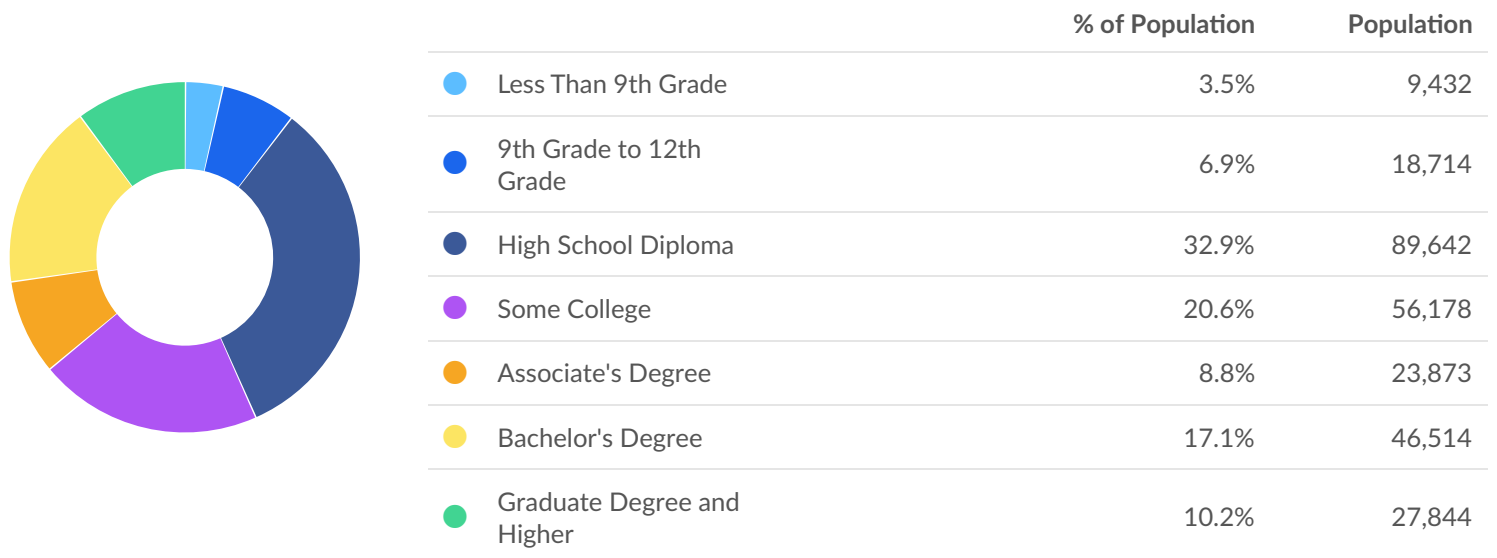 % of Population Population
Less Than 9th Grade 3.5% 9,432
9th Grade to 12th
Grade 6.9% 18,714
High School Diploma 32.9% 89,642
Some College 20.6% 56,178
Associate's Degree 8.8% 23,873
Bachelor's Degree 17.1% 46,514
Graduate Degree and
Higher 10.2% 27,844